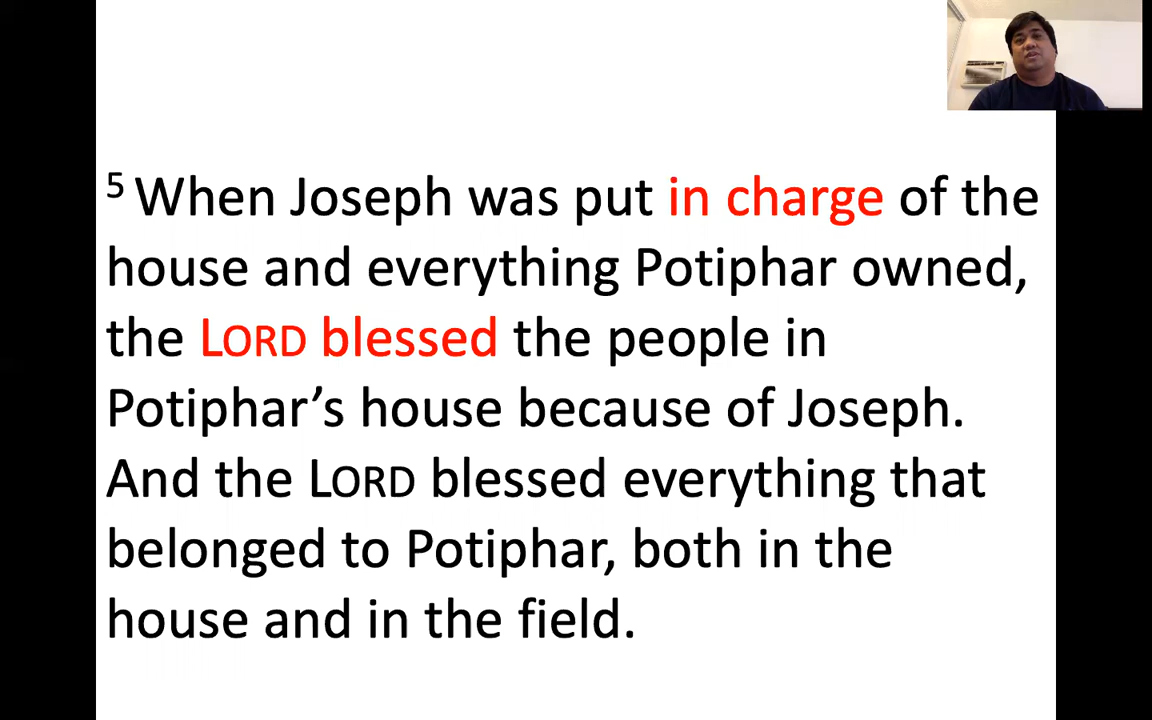 5 When Joseph was put in charge of the
house and everything Potiphar owned,
the LORD blessed the people in
Potiphar’s house because of Joseph.
And the LORD blessed everything that
belonged to Potiphar, both in the
house and in the field.